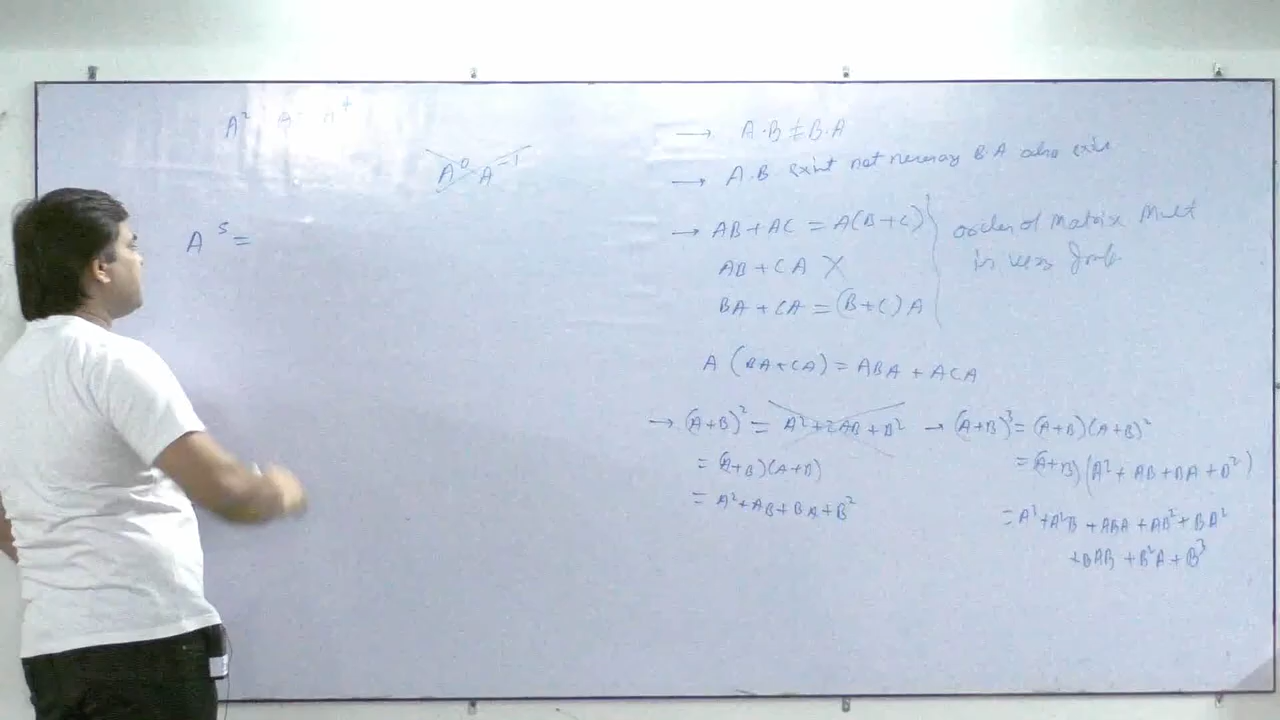 A² A³ A⁴
A⁰ A⁻¹
A⁵ =
→ A·B ≠ B·A
→ A·B exist not necessary B·A also exist
→ AB + AC = A(B+C)
AB + CA X
BA + CA = (B+C)A
order of Matrix Mult
is very Imp.
A (BA+CA) = ABA + ACA
→ (A+B)² = A² + 2AB + B²
= (A+B)(A+B)
= A² + AB + BA + B²
→ (A+B)³ = (A+B)(A+B)²
= (A+B)(A² + AB + BA + B²)
= A³ + A²B + ABA + AB² + BA²
+ BAB + B²A + B³